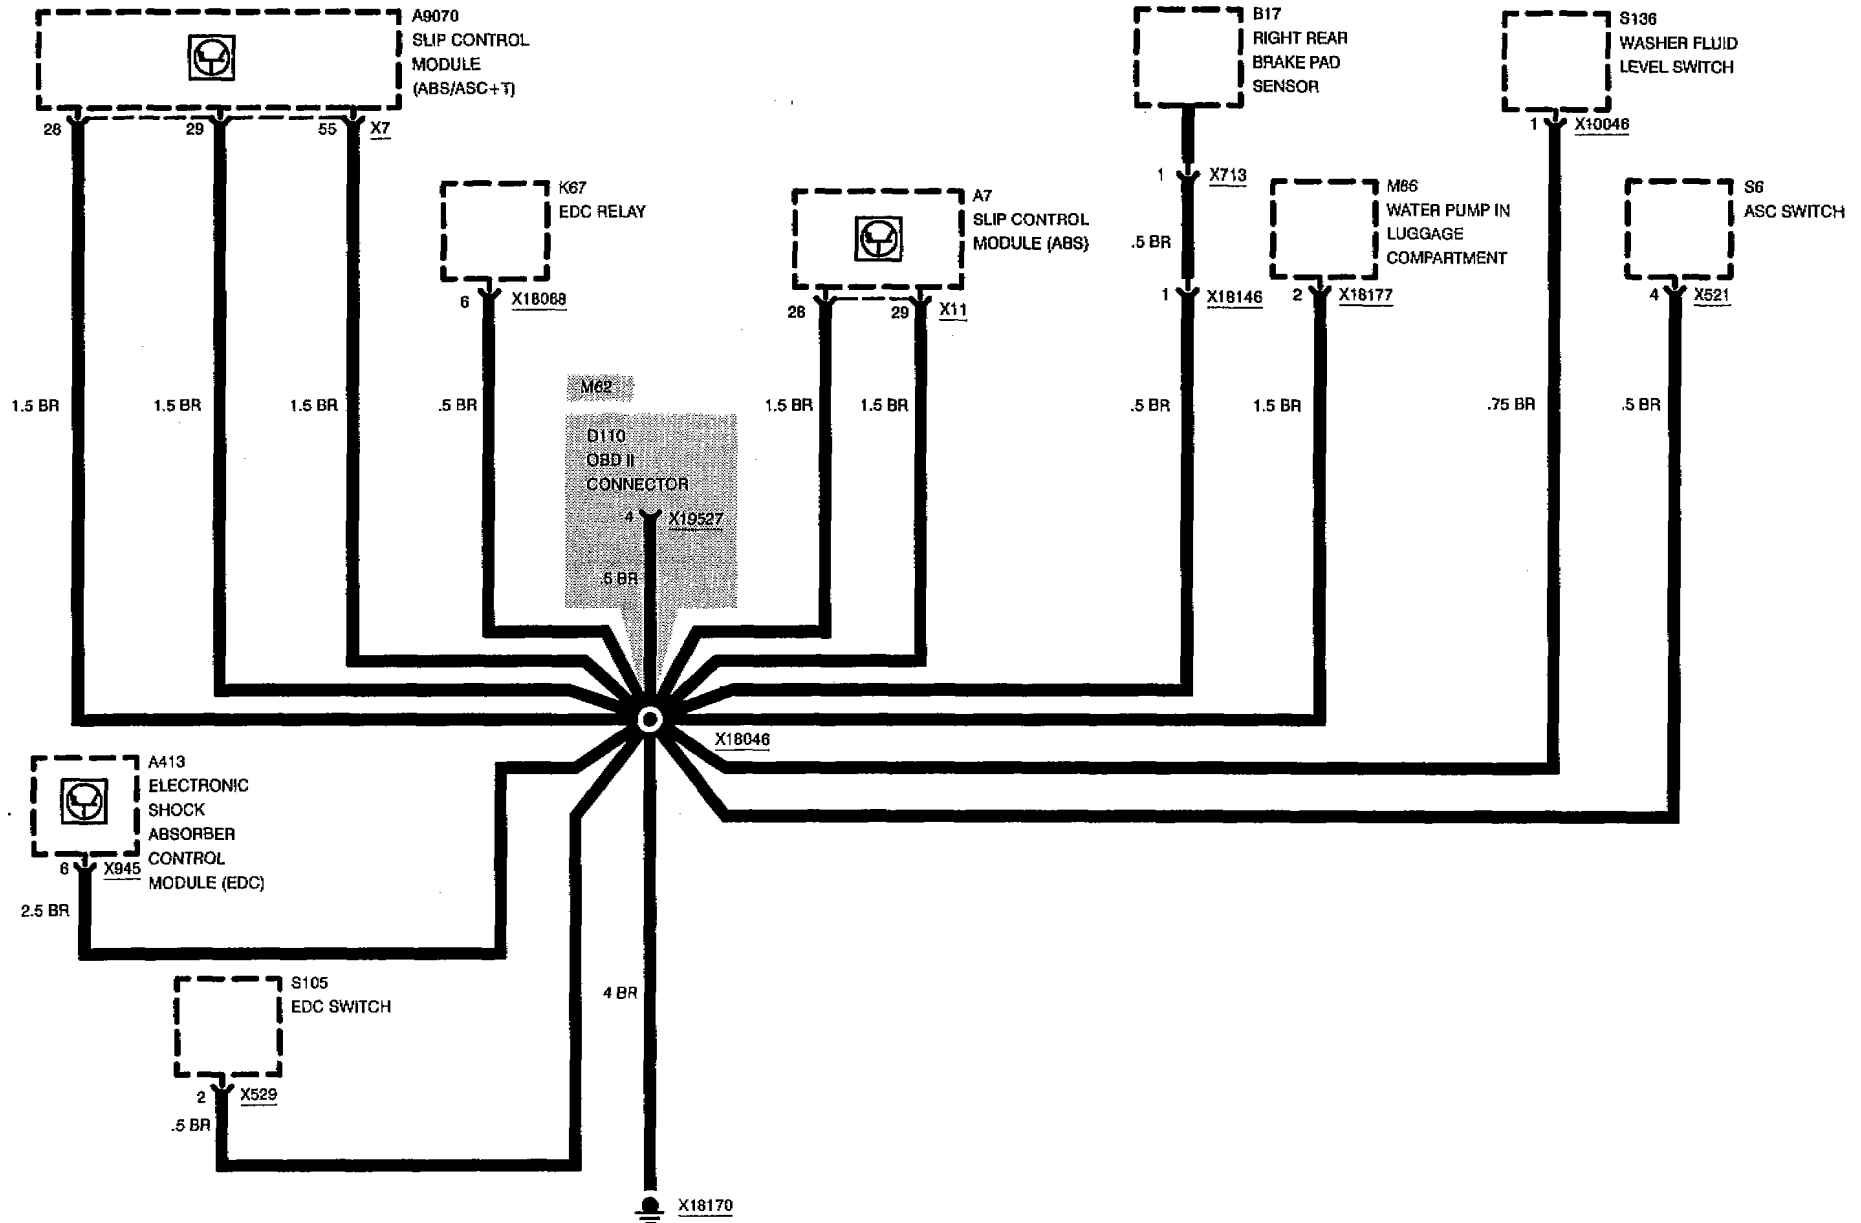 A9070
SLIP CONTROL
MODULE
(ABS/ASC+T)
28
29
55
X7
B17
RIGHT REAR
BRAKE PAD
SENSOR
1
X713
.5 BR
1
X18146
S136
WASHER FLUID
LEVEL SWITCH
1
X10046
K67
EDC RELAY
6
X18068
A7
SLIP CONTROL
MODULE (ABS)
28
29
X11
M86
WATER PUMP IN
LUGGAGE
COMPARTMENT
2
X18177
S6
ASC SWITCH
4
X521
1.5 BR
1.5 BR
1.5 BR
.5 BR
M62
1.5 BR
1.5 BR
.5 BR
1.5 BR
.75 BR
.5 BR
D110
OBD II
CONNECTOR
4
X19527
.5 BR
X18046
A413
ELECTRONIC
SHOCK
ABSORBER
CONTROL
MODULE (EDC)
6
X945
2.5 BR
S105
EDC SWITCH
2
X529
.5 BR
4 BR
X18170